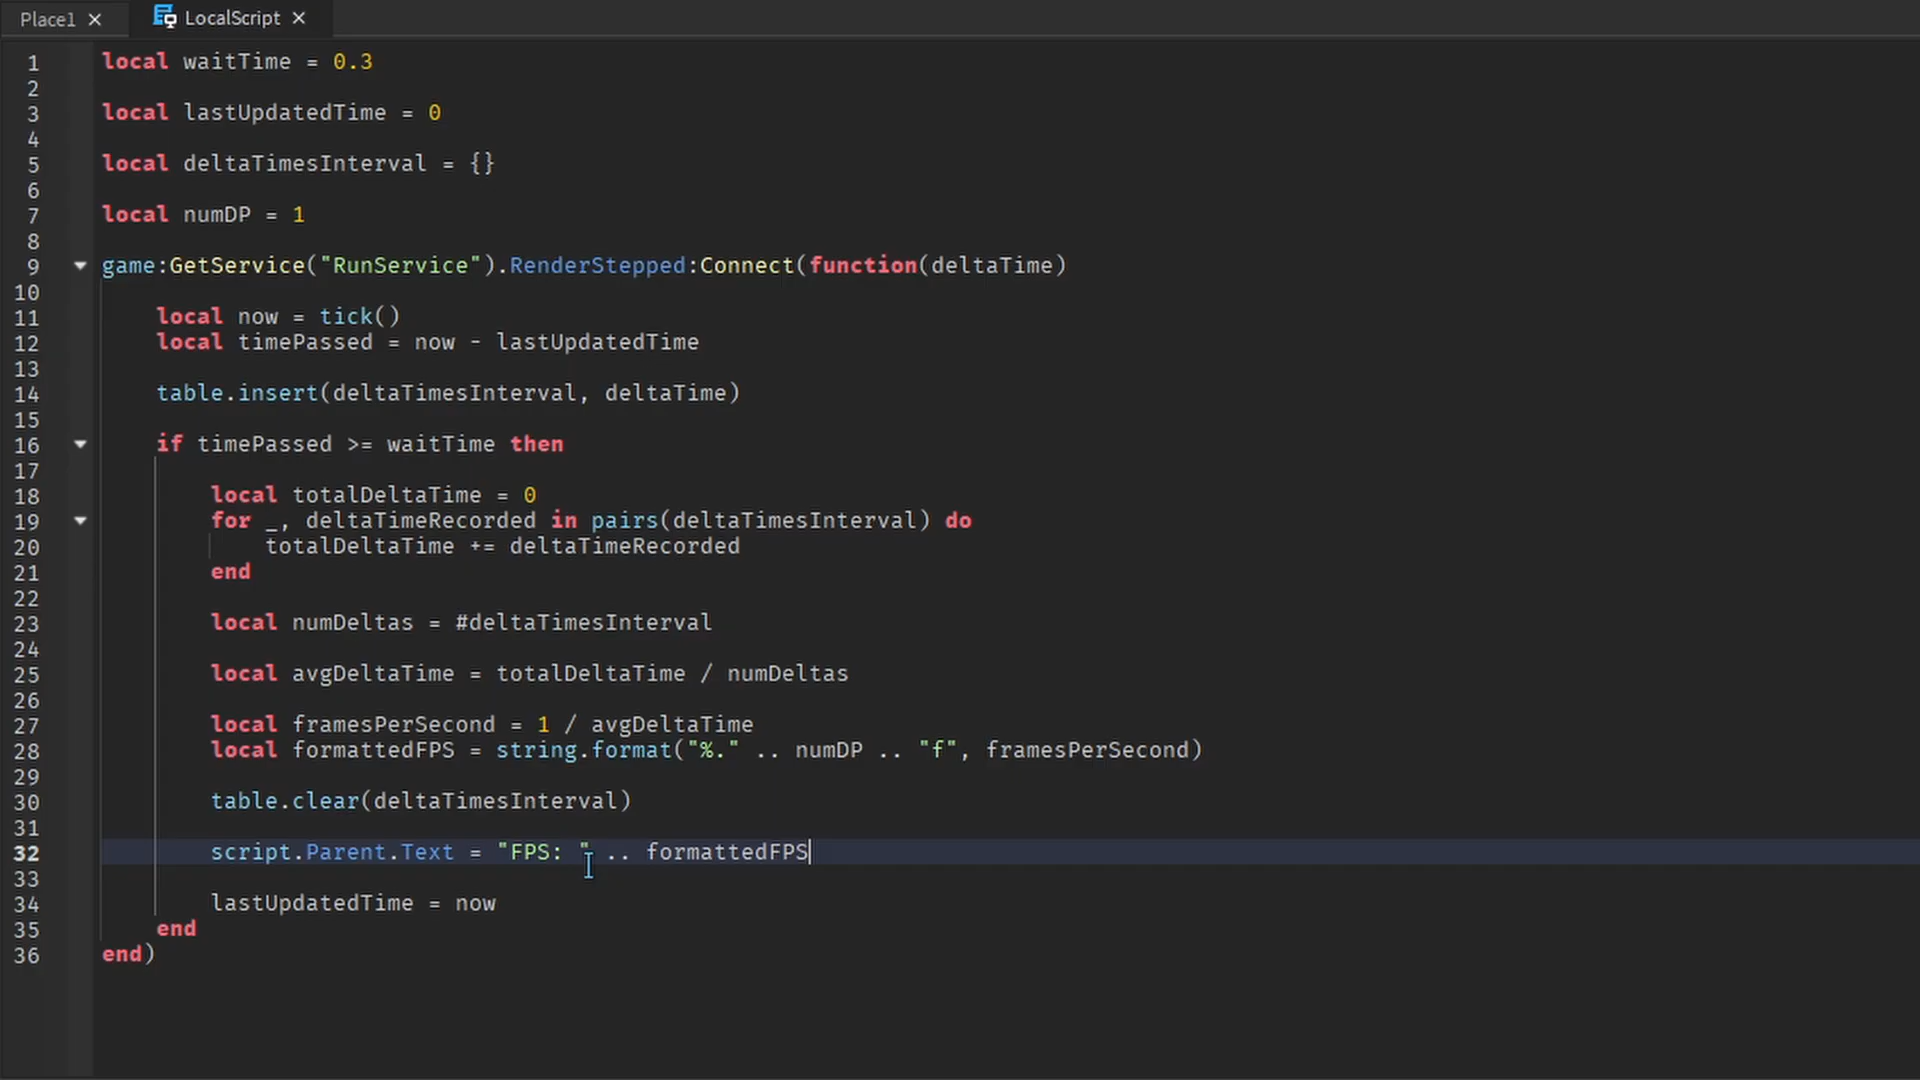 Place1 ×
LocalScript ×
1 local waitTime = 0.3
2
3 local lastUpdatedTime = 0
4
5 local deltaTimesInterval = {}
6
7 local numDP = 1
8
9 game:GetService("RunService").RenderStepped:Connect(function(deltaTime)
10
11 local now = tick()
12 local timePassed = now - lastUpdatedTime
13
14 table.insert(deltaTimesInterval, deltaTime)
15
16 if timePassed >= waitTime then
17
18 local totalDeltaTime = 0
19 for _, deltaTimeRecorded in pairs(deltaTimesInterval) do
20 totalDeltaTime += deltaTimeRecorded
21 end
22
23 local numDeltas = #deltaTimesInterval
24
25 local avgDeltaTime = totalDeltaTime / numDeltas
26
27 local framesPerSecond = 1 / avgDeltaTime
28 local formattedFPS = string.format("%." .. numDP .. "f", framesPerSecond)
29
30 table.clear(deltaTimesInterval)
31
32 script.Parent.Text = "FPS: " .. formattedFPS
33
34 lastUpdatedTime = now
35 end
36 end)